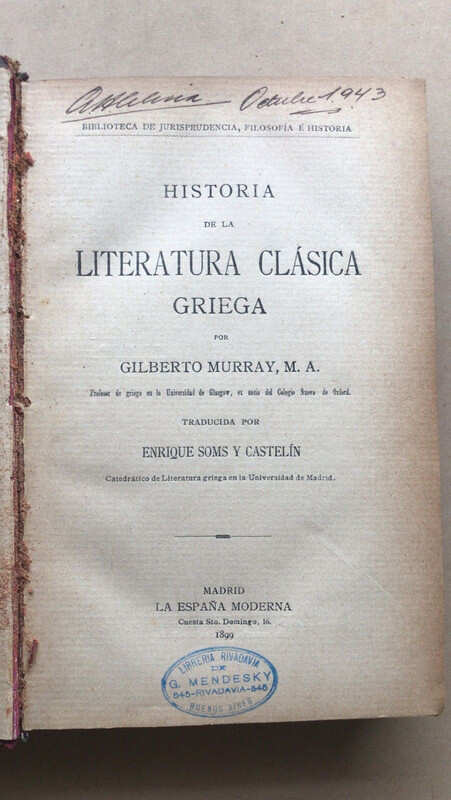 Octubre 1943
BIBLIOTECA DE JURISPRUDENCIA, FILOSOFÍA É HISTORIA
HISTORIA
DE LA
LITERATURA CLÁSICA
GRIEGA
POR
GILBERTO MURRAY, M. A.
Profesor de griego en la Universidad de Glasgow, ex socio del Colegio Nuevo de Oxford.
TRADUCIDA POR
ENRIQUE SOMS Y CASTELÍN
Catedrático de Literatura griega en la Universidad de Madrid.
MADRID
LA ESPAÑA MODERNA
Cuesta Sto. Domingo, 16.
1899
LIBRERIA RIVADAVIA
DE
G. MENDESKY
545-RIVADAVIA-545
BUENOS AIRES